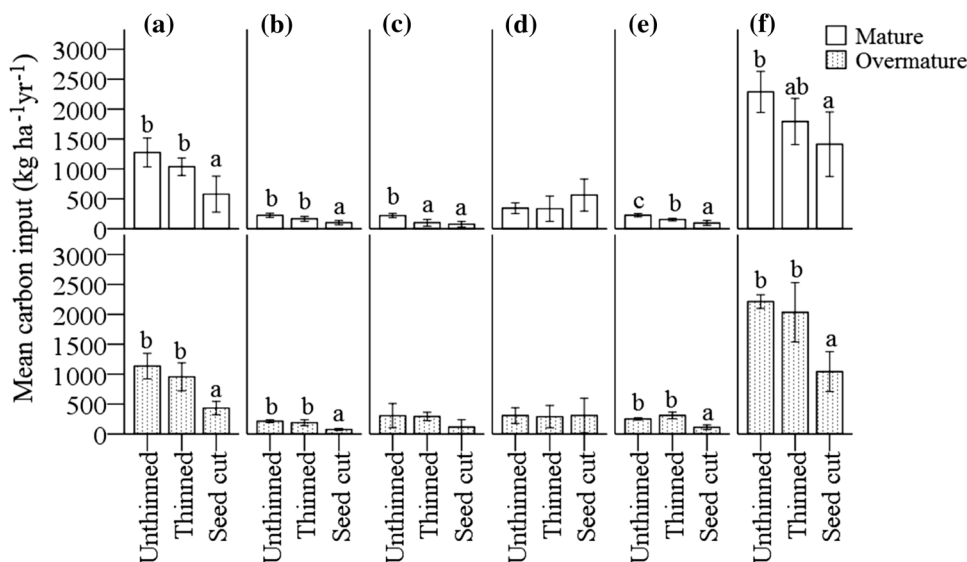 (a) (b) (c) (d) (e) (f)
Mature
Overmature
Mean carbon input (kg ha⁻¹yr⁻¹)
3000
2500
2000
1500
1000
500
0
b b a
b b a
b a a
c b a
b ab a
3000
2500
2000
1500
1000
500
0
b b a
b b a
b b a
b b a
Unthinned Thinned Seed cut
Unthinned Thinned Seed cut
Unthinned Thinned Seed cut
Unthinned Thinned Seed cut
Unthinned Thinned Seed cut
Unthinned Thinned Seed cut